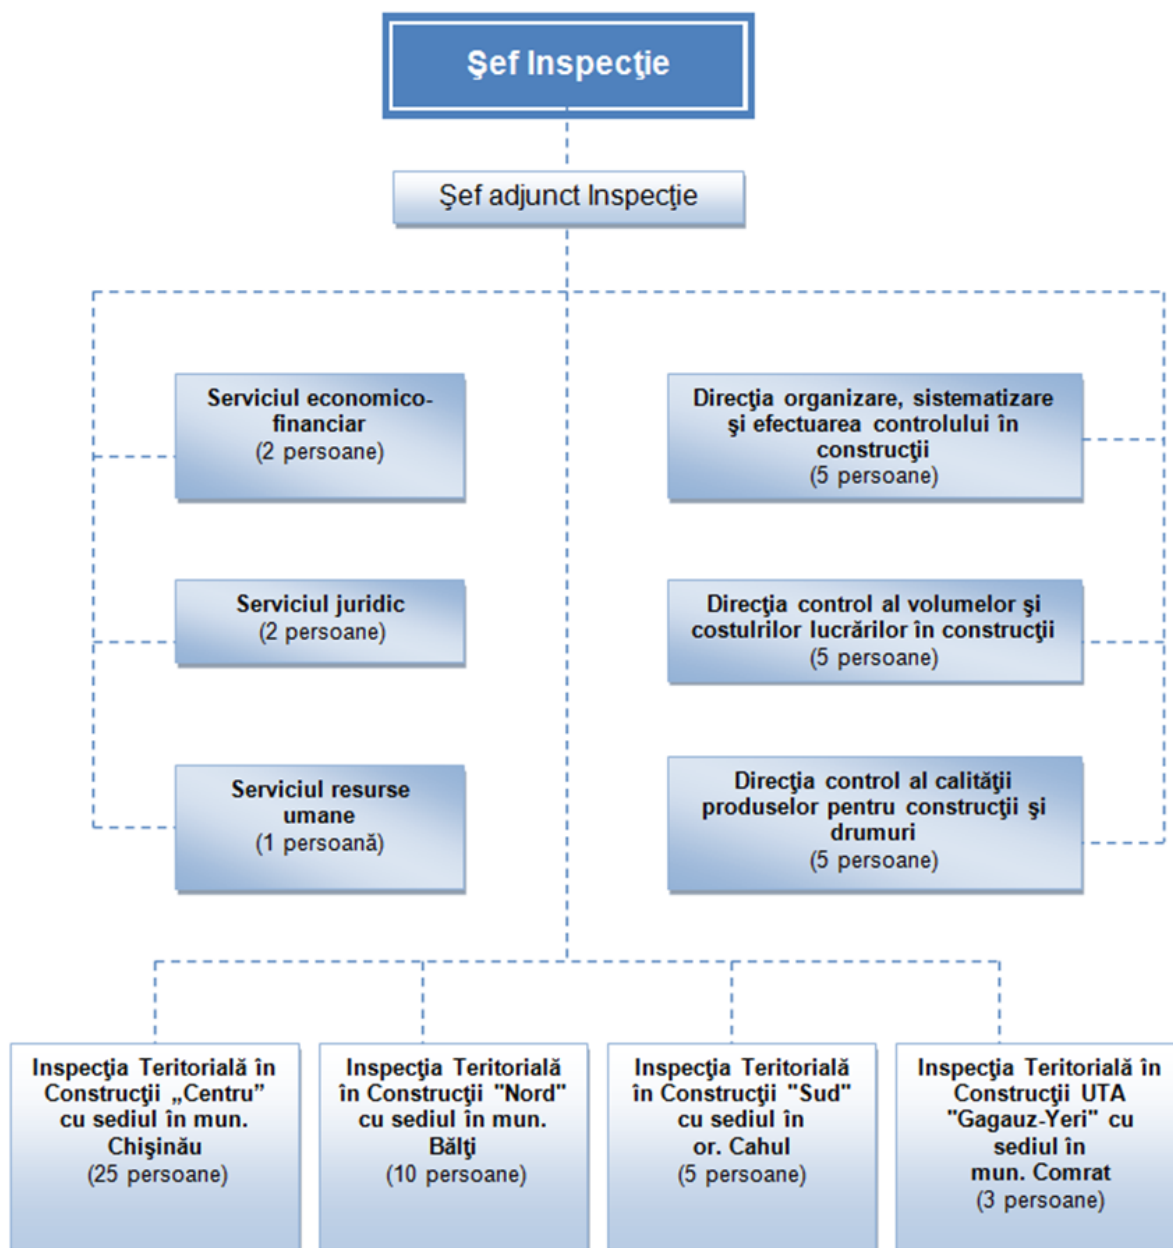 Şef Inspecţie
Şef adjunct Inspecţie
Serviciul economico-
financiar
(2 persoane)
Serviciul juridic
(2 persoane)
Serviciul resurse
umane
(1 persoană)
Direcţia organizare, sistematizare
şi efectuarea controlului în
construcţii
(5 persoane)
Direcţia control al volumelor şi
costulrilor lucrărilor în construcţii
(5 persoane)
Direcţia control al calităţii
produselor pentru construcţii şi
drumuri
(5 persoane)
Inspecţia Teritorială în
Construcţii „Centru”
cu sediul în mun.
Chişinău
(25 persoane)
Inspecţia Teritorială
în Construcţii "Nord"
cu sediul în mun.
Bălţi
(10 persoane)
Inspecţia Teritorială
în Construcţii "Sud"
cu sediul în
or. Cahul
(5 persoane)
Inspecţia Teritorială în
Construcţii UTA
"Gagauz-Yeri" cu
sediul în
mun. Comrat
(3 persoane)